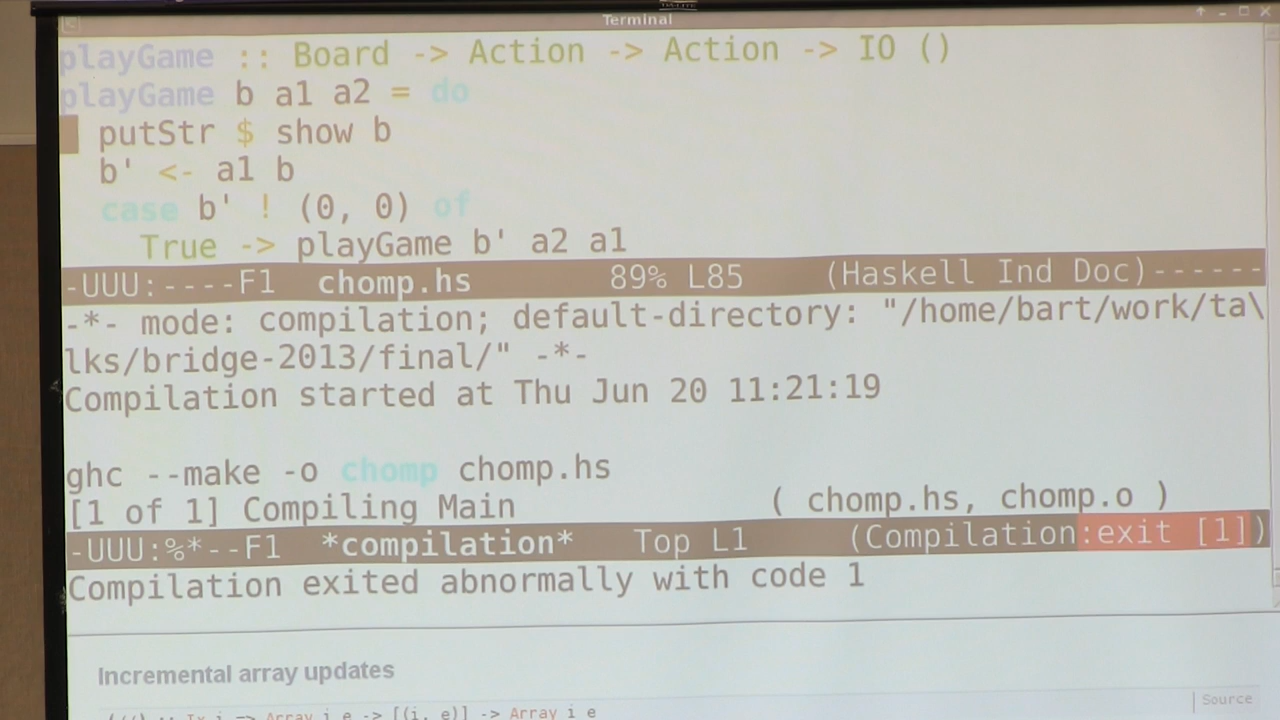 Terminal
playGame :: Board -> Action -> Action -> IO ()
playGame b a1 a2 = do
putStr $ show b
b' <- a1 b
case b' ! (0, 0) of
True -> playGame b' a2 a1
-UUU:----F1 chomp.hs 89% L85 (Haskell Ind Doc)------
-*- mode: compilation; default-directory: "/home/bart/work/ta\
lks/bridge-2013/final/" -*-
Compilation started at Thu Jun 20 11:21:19
ghc --make -o chomp chomp.hs
[1 of 1] Compiling Main ( chomp.hs, chomp.o )
-UUU:%*--F1 *compilation* Top L1 (Compilation:exit [1])
Compilation exited abnormally with code 1
Incremental array updates
Source
(//) :: Ix i => Array i e -> [(i, e)] -> Array i e